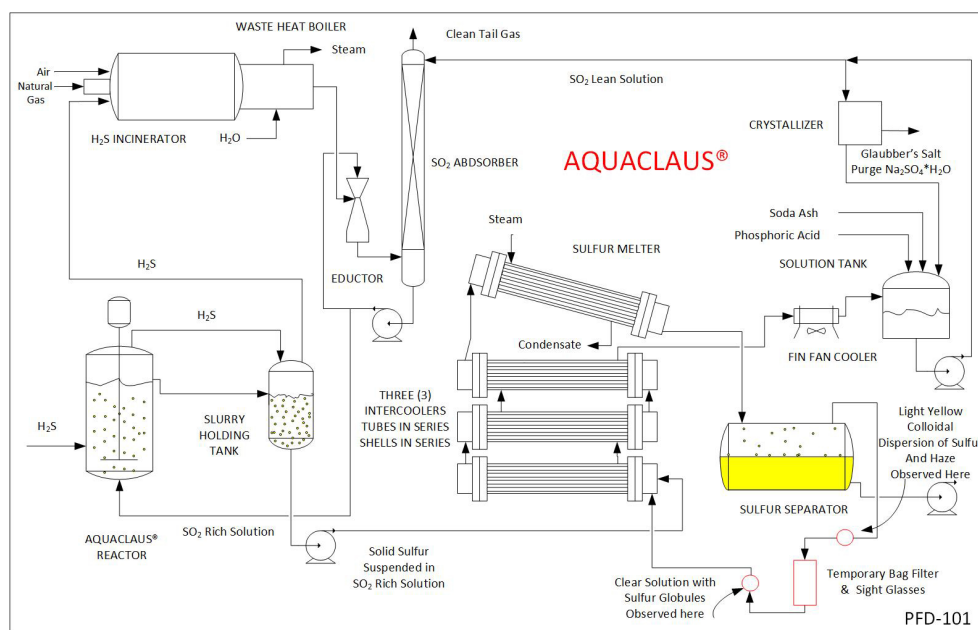 WASTE HEAT BOILER
Steam
Clean Tail Gas
Air
Natural
Gas
SO2 Lean Solution
H2S INCINERATOR
H2O
CRYSTALLIZER
SO2 ABDSORBER
AQUACLAUS®
Glaubber's Salt
Purge Na2SO4*H2O
Steam
Soda Ash
Phosphoric Acid
SULFUR MELTER
H2S
EDUCTOR
SOLUTION TANK
H2S
Condensate
FIN FAN COOLER
THREE (3)
INTERCOOLERS
TUBES IN SERIES
SHELLS IN SERIES
SLURRY
HOLDING
TANK
H2S
Light Yellow
Colloidal
Dispersion of Sulfu
And Haze
Observed Here
SULFUR SEPARATOR
SO2 Rich Solution
AQUACLAUS®
REACTOR
Solid Sulfur
Suspended in
SO2 Rich Solution
Clear Solution with
Sulfur Globules
Observed here
Temporary Bag Filter
& Sight Glasses
PFD-101